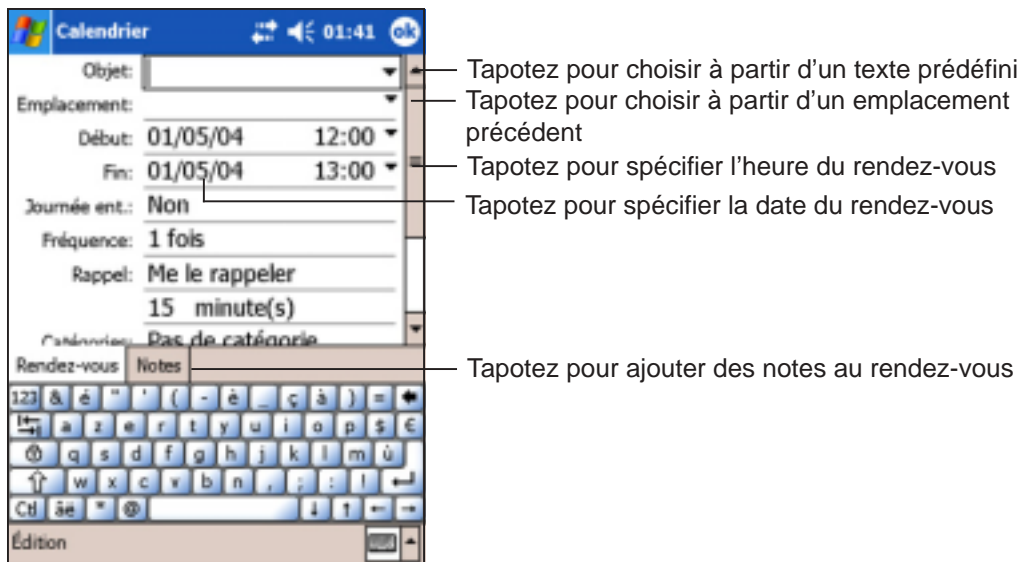 Calendrier 01:41 ok
Objet:
Tapotez pour choisir à partir d'un texte prédéfini
Emplacement:
Tapotez pour choisir à partir d'un emplacement
précédent
Début: 01/05/04 12:00
Fin: 01/05/04 13:00
Tapotez pour spécifier l'heure du rendez-vous
Journée ent.: Non
Tapotez pour spécifier la date du rendez-vous
Fréquence: 1 fois
Rappel: Me le rappeler
15 minute(s)
Catégories: Pas de catégorie
Rendez-vous Notes
Tapotez pour ajouter des notes au rendez-vous
123 & é " ' ( - è _ ç à ) =
a z e r t y u i o p $ €
q s d f g h j k l m ù
w x c v b n , ; : !
Ctl âë * @
Édition